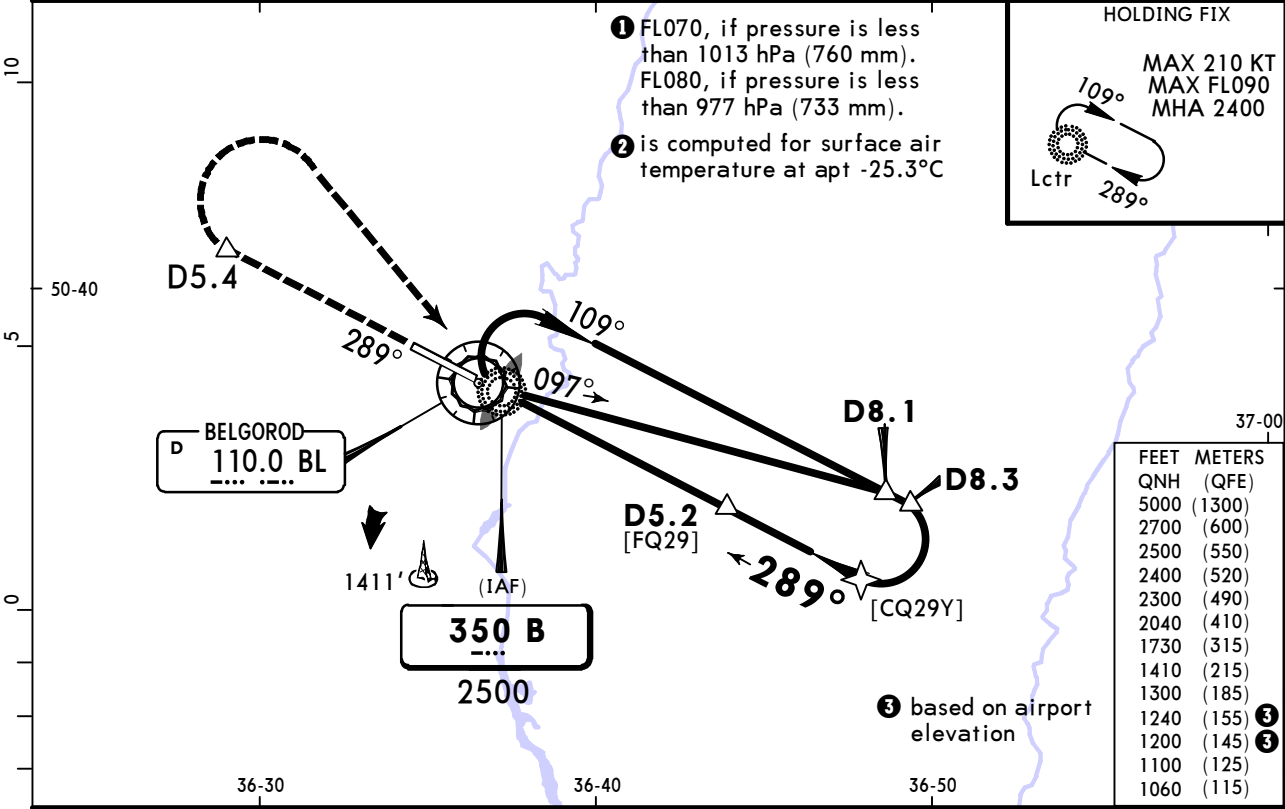 ❶ FL070, if pressure is less
than 1013 hPa (760 mm).
FL080, if pressure is less
than 977 hPa (733 mm).
❷ is computed for surface air
temperature at apt -25.3°C
HOLDING FIX
MAX 210 KT
MAX FL090
MHA 2400
109°
Lctr
289°
10
50-40
5
0
D5.4
289°
109°
097°
D8.1
D8.3
37-00
BELGOROD
D
110.0 BL
D5.2
[FQ29]
289°
[CQ29Y]
1411'
(IAF)
350 B
2500
❸ based on airport
elevation
FEET METERS
QNH (QFE)
5000 (1300)
2700 (600)
2500 (550)
2400 (520)
2300 (490)
2040 (410)
1730 (315)
1410 (215)
1300 (185)
1240 (155) ❸
1200 (145) ❸
1100 (125)
1060 (115)
36-30
36-40
36-50